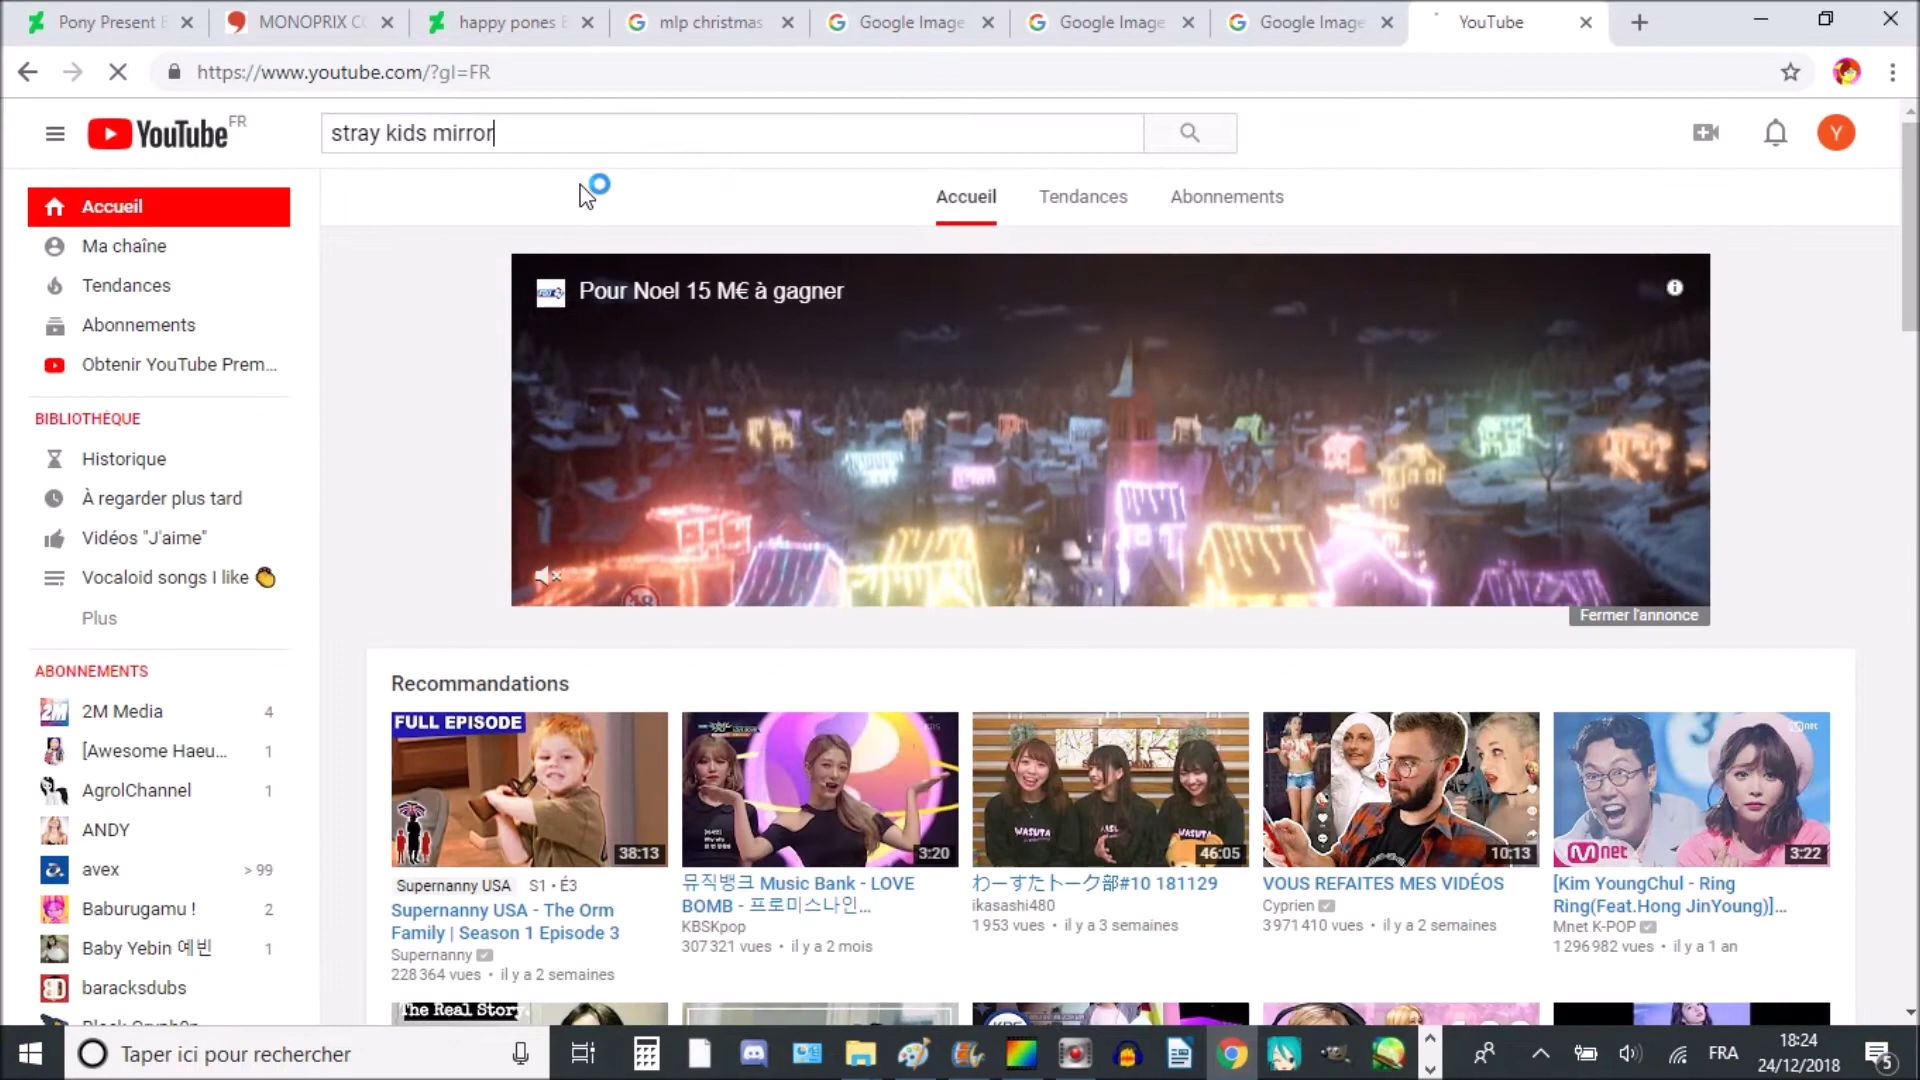 Pony Present
MONOPRIX
happy pones
mlp christmas
Google Image
Google Image
Google Image
YouTube
https://www.youtube.com/?gl=FR
YouTube FR
stray kids mirror
Y
Accueil
Tendances
Abonnements
Accueil
Ma chaîne
Tendances
Abonnements
Obtenir YouTube Prem...
BIBLIOTHÈQUE
Historique
À regarder plus tard
Vidéos "J'aime"
Vocaloid songs I like
Plus
ABONNEMENTS
2M Media 4
[Awesome Haeu... 1
AgrolChannel 1
ANDY
avex > 99
Baburugamu ! 2
Baby Yebin 예빈 1
baracksdubs
Pour Noel 15 M€ à gagner
Fermer l'annonce
Recommandations
FULL EPISODE
38:13
Supernanny USA S1 • É3
Supernanny USA - The Orm
Family | Season 1 Episode 3
Supernanny
228 364 vues • il y a 2 semaines
3:20
뮤직뱅크 Music Bank - LOVE
BOMB - 프로미스나인...
KBSKpop
307 321 vues • il y a 2 mois
WASUTA
WASUTA
46:05
わーすたトーク部#10 181129
ikasashi480
1 953 vues • il y a 3 semaines
10:13
VOUS REFAITES MES VIDÉOS
Cyprien
3 971 410 vues • il y a 2 semaines
Mnet
3:22
[Kim YoungChul - Ring
Ring(Feat.Hong JinYoung)]...
Mnet K-POP
1 296 982 vues • il y a 1 an
The Real Story.
Taper ici pour rechercher
FRA
18:24
24/12/2018
5